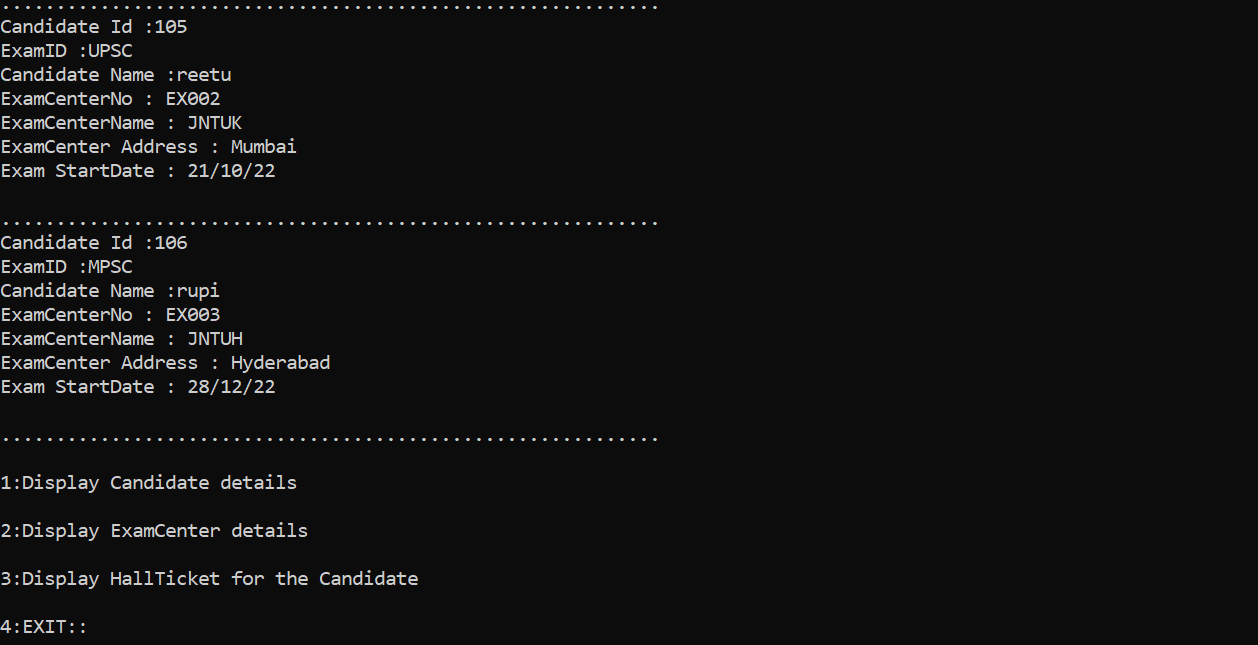 ............................................................
Candidate Id :105
ExamID :UPSC
Candidate Name :reetu
ExamCenterNo : EX002
ExamCenterName : JNTUK
ExamCenter Address : Mumbai
Exam StartDate : 21/10/22
............................................................
Candidate Id :106
ExamID :MPSC
Candidate Name :rupi
ExamCenterNo : EX003
ExamCenterName : JNTUH
ExamCenter Address : Hyderabad
Exam StartDate : 28/12/22
............................................................
1:Display Candidate details
2:Display ExamCenter details
3:Display HallTicket for the Candidate
4:EXIT::